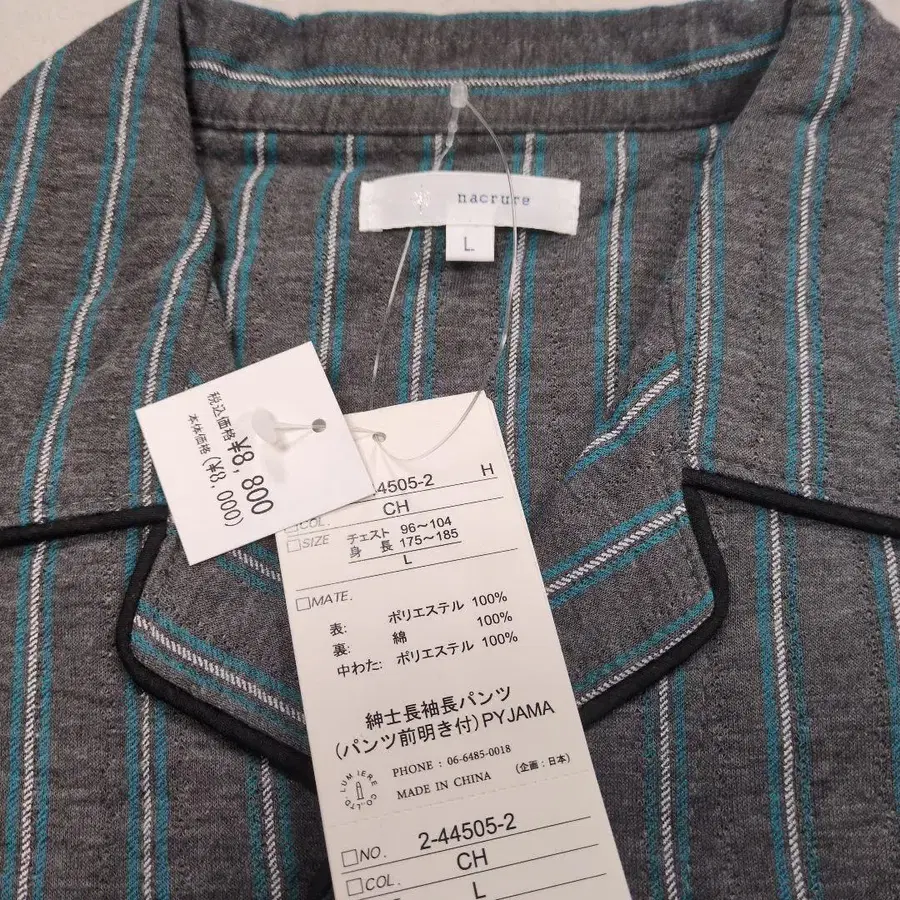 nacrure
L
税込価格¥8,800
本体価格(¥8,000)
4505-2 H
□COL. CH
□SIZE チェスト 96～104
身 長 175～185
L
□MATE.
表: ポリエステル 100%
裏: 綿 100%
中わた: ポリエステル 100%
紳士長袖長パンツ
(パンツ前明き付)PYJAMA
LUMIERE CO.LTD
PHONE : 06-6485-0018
MADE IN CHINA (企画:日本)
□NO. 2-44505-2
□COL. CH
L